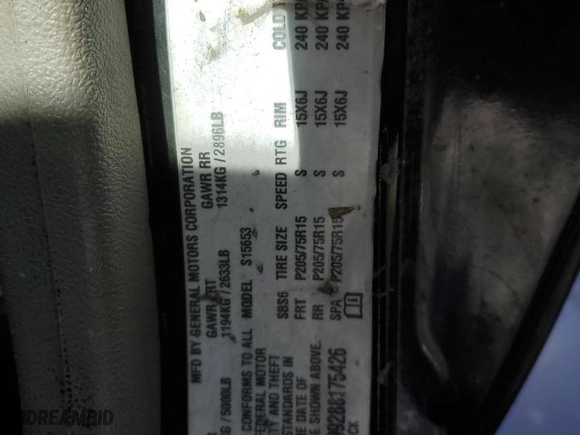 MFD BY GENERAL MOTORS CORPORATION
GAWR FRT GAWR RR
1194KG/2633LB 1314KG/2896LB
/5000LB
CONFORMS TO ALL MODEL S15653
FEDERAL MOTOR
AND THEFT
STANDARDS IN
DATE OF
SHOWN ABOVE.
SBS6 TIRE SIZE SPEED RTG RIM COLD
FRT P205/75R15 S 15X6J 240 KPA
RR P205/75R15 S 15X6J 240 KPA
SPA P205/75R15 S 15X6J 240 KPA
9288175426